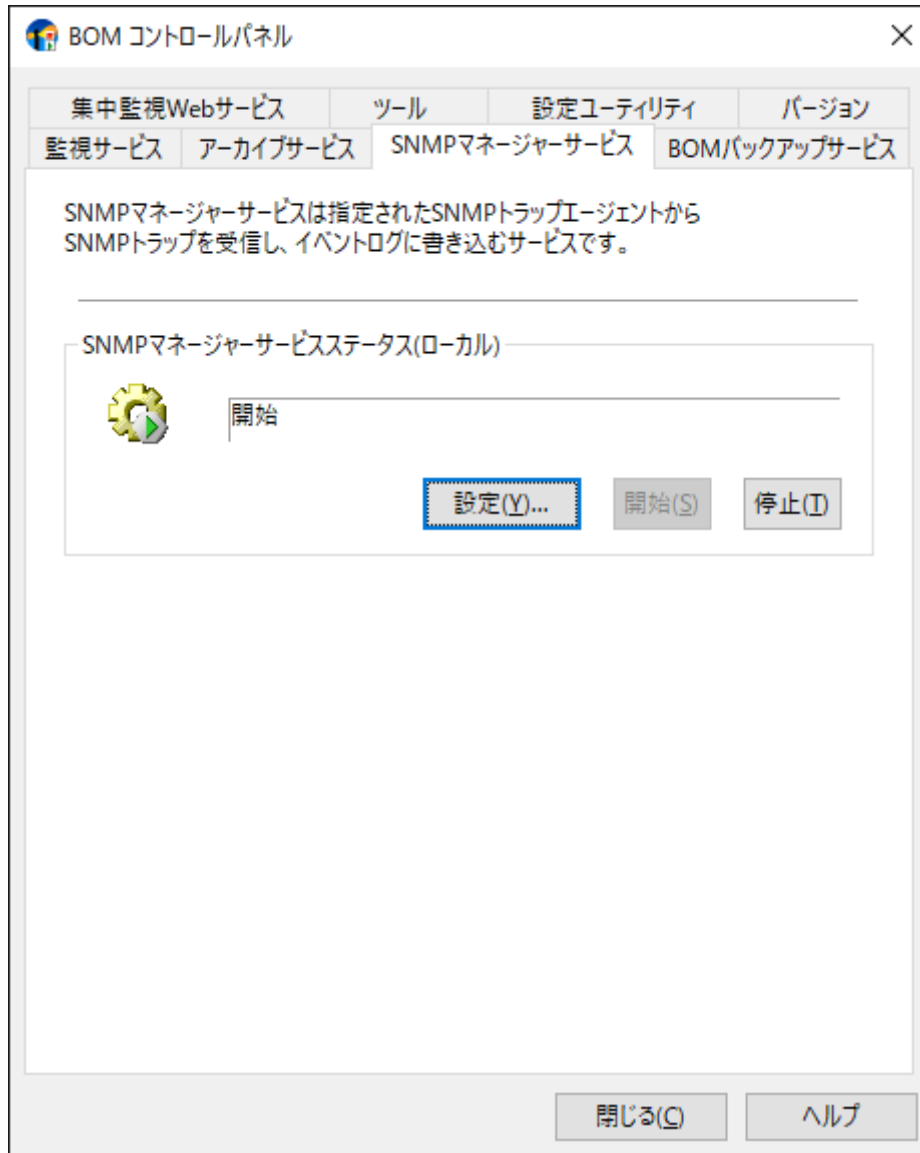 BOM コントロールパネル
集中監視Webサービス ツール 設定ユーティリティ バージョン
監視サービス アーカイブサービス SNMPマネージャーサービス BOMバックアップサービス
SNMPマネージャーサービスは指定されたSNMPトラップエージェントから
SNMPトラップを受信し、イベントログに書き込むサービスです。
SNMPマネージャーサービスステータス(ローカル)
開始
設定(Y)... 開始(S) 停止(T)
閉じる(C) ヘルプ